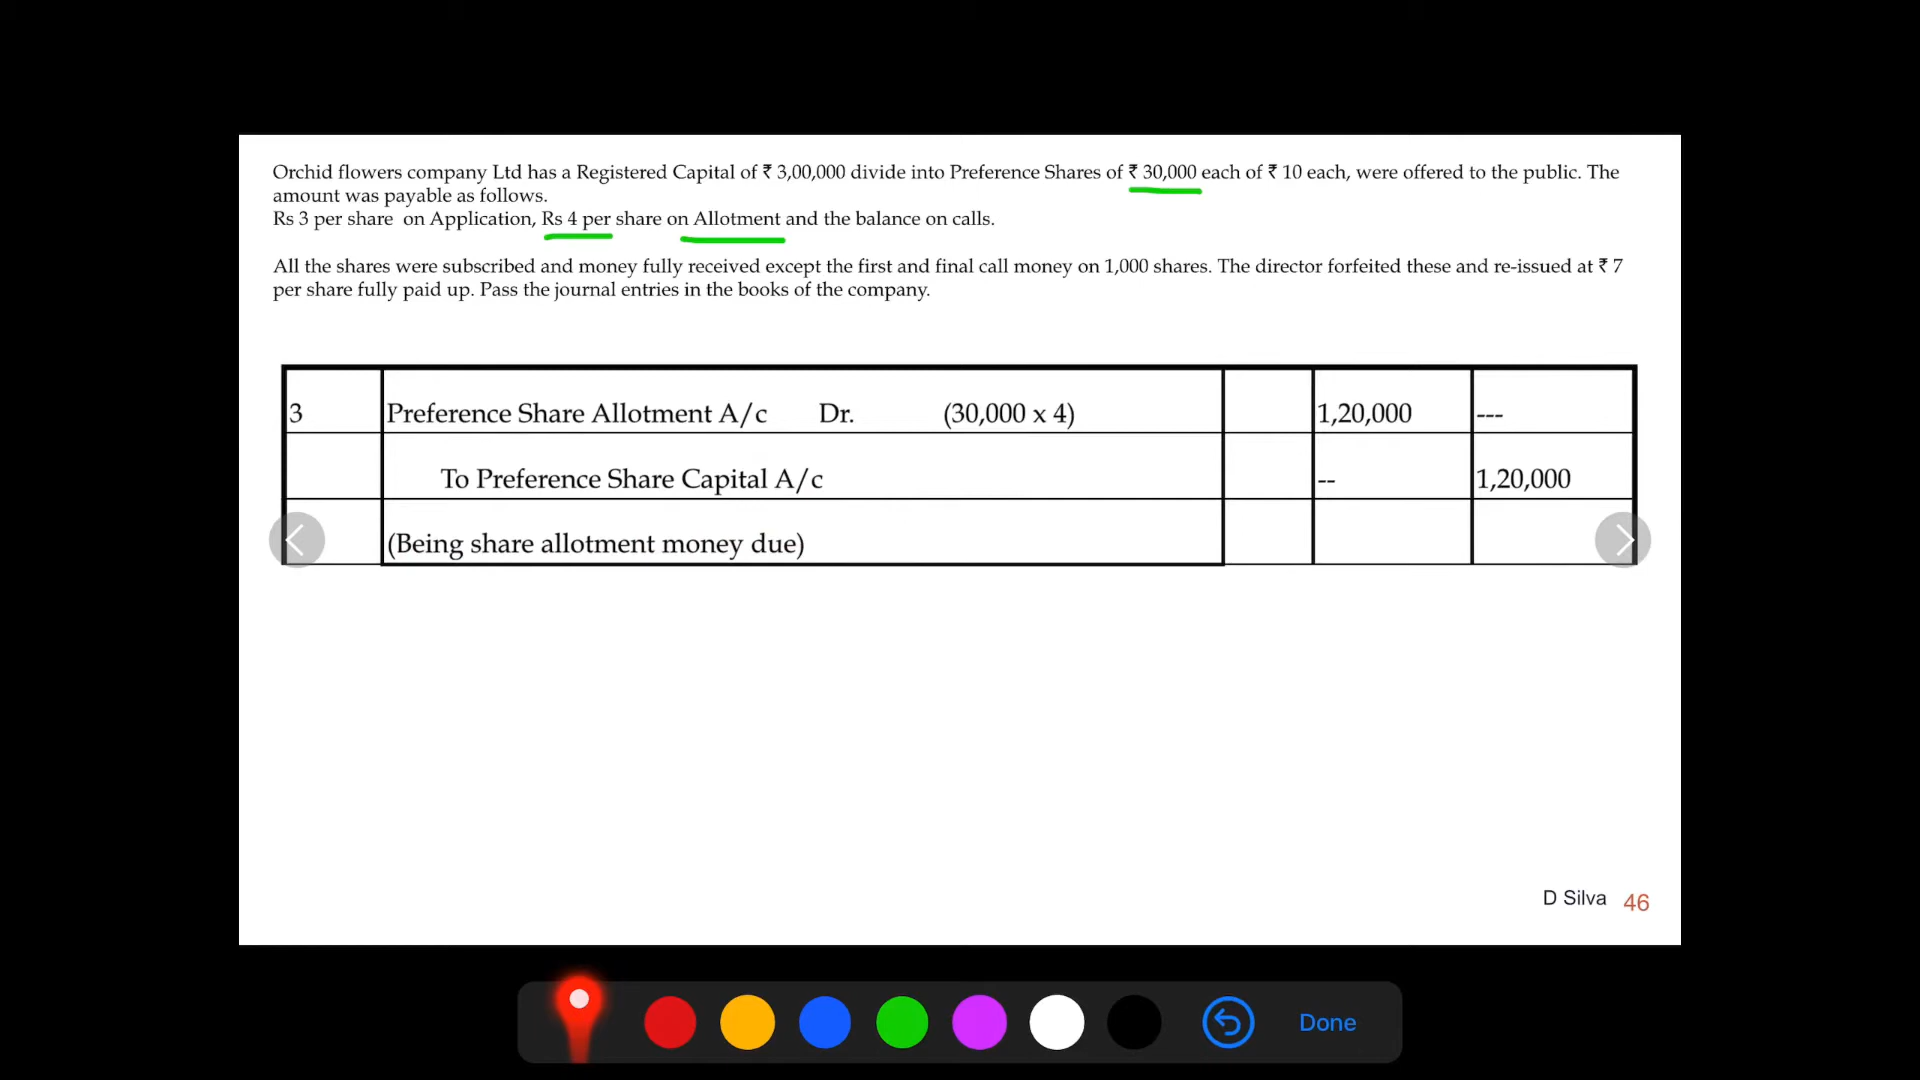 Orchid flowers company Ltd has a Registered Capital of ₹ 3,00,000 divide into Preference Shares of ₹ 30,000 each of ₹ 10 each, were offered to the public. The
amount was payable as follows.
Rs 3 per share on Application, Rs 4 per share on Allotment and the balance on calls.
All the shares were subscribed and money fully received except the first and final call money on 1,000 shares. The director forfeited these and re-issued at ₹ 7
per share fully paid up. Pass the journal entries in the books of the company.
3 Preference Share Allotment A/c Dr. (30,000 x 4) 1,20,000 ---
To Preference Share Capital A/c -- 1,20,000
(Being share allotment money due)
D Silva 46
Done